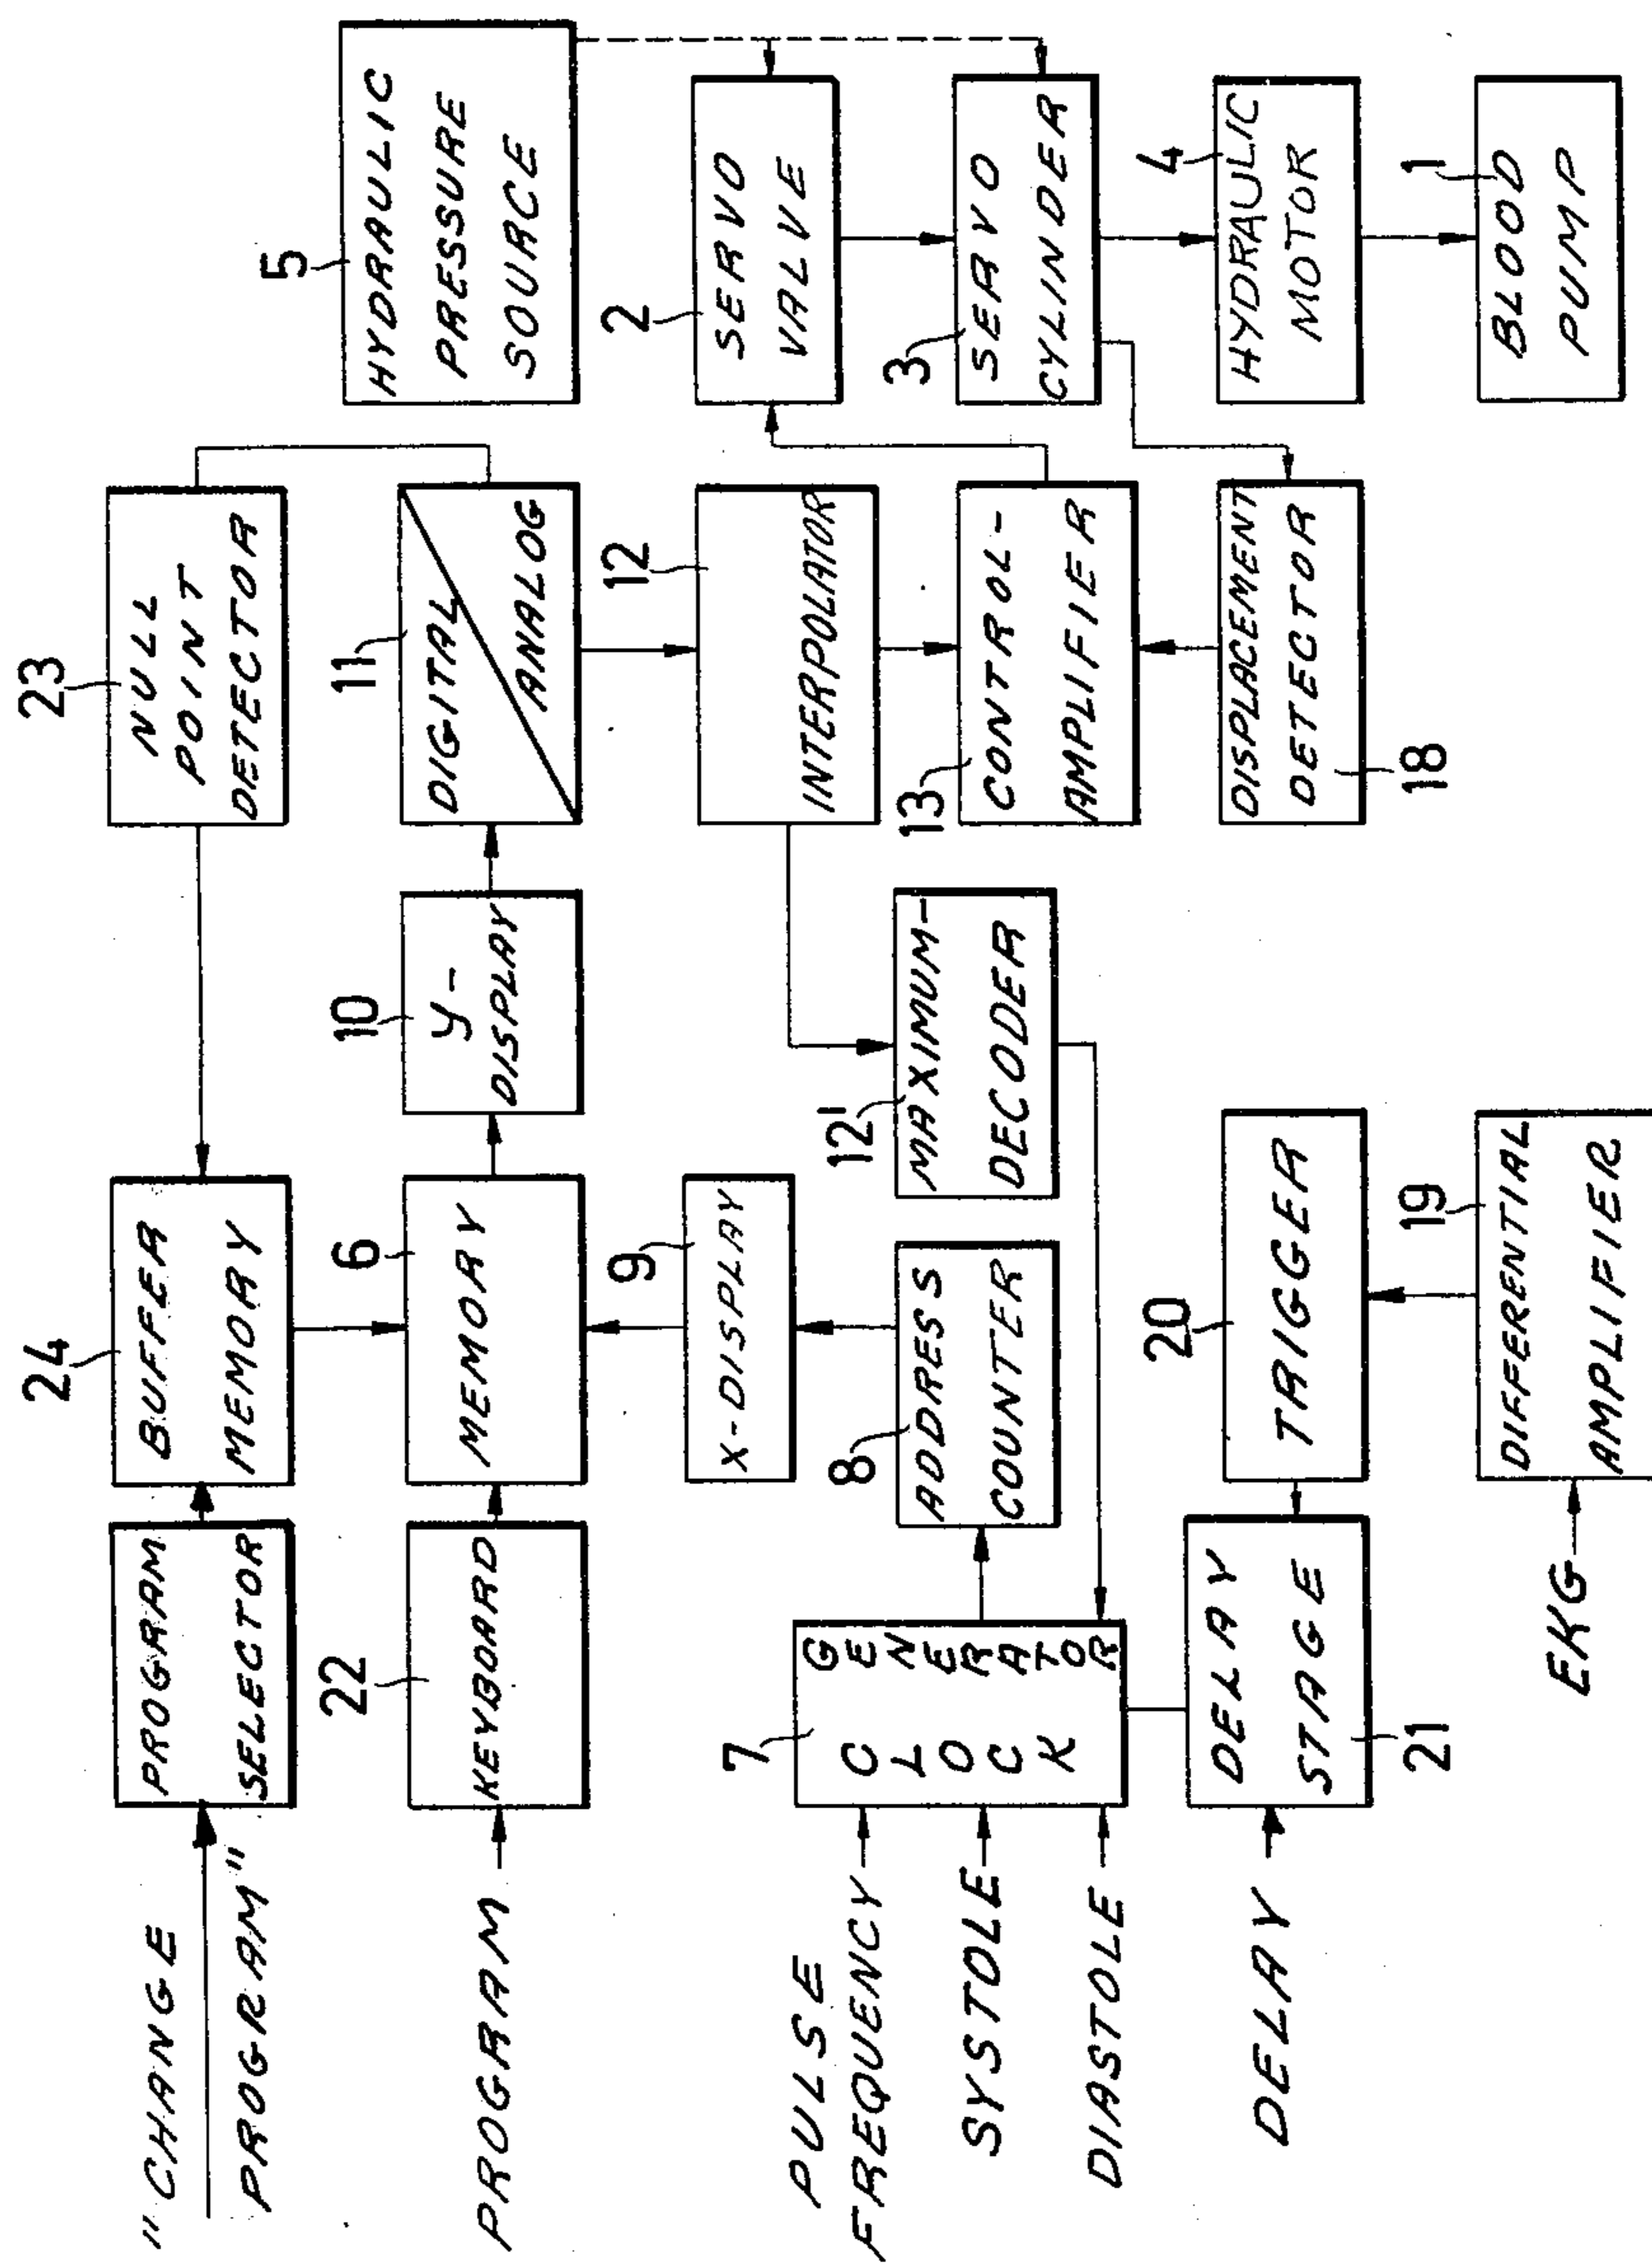 "CHANGE
PROGRAM"
PROGRAM
SELECTOR
24
BUFFER
MEMORY
23
NULL
POINT
DETECTOR
5
HYDRAULIC
PRESSURE
SOURCE
PROGRAM
22
KEYBOARD
6
MEMORY
10
Y-
DISPLAY
11
DIGITAL
ANALOG
9
X-DISPLAY
12
INTERPOLATOR
2
SERVO
VALVE
PULSE
FREQUENCY
SYSTOLE
DIASTOLE
7
CLOCK
GENERATOR
8
ADDRESS
COUNTER
12'
MAXIMUM-
DECODER
13
CONTROL-
AMPLIFIER
3
SERVO
CYLINDER
DELAY
DELAY
STAGE
21
20
TRIGGER
DISPLACEMENT
DETECTOR
18
4
HYDRAULIC
MOTOR
EKG
19
DIFFERENTIAL
AMPLIFIER
1
BLOOD
PUMP